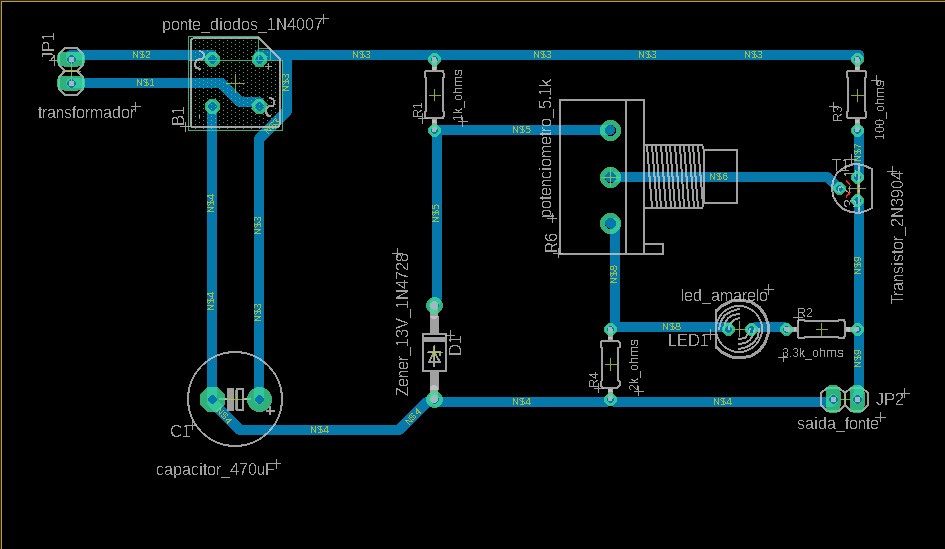 ponte_diodos_1N4007
JP1
N$2
N$3
N$3
N$3
N$3
N$1
N$3
transformador
B1
R1
1k_ohms
potenciometro_5.1k
R3
100_ohms
N$5
N$7
T1
N$6
N$4
N$3
N$5
Transistor_2N3904
R6
Zener_13V_1N4728
N$8
N$9
led_amarelo
N$4
N$3
R2
N$8
LED1
D1
3.3k_ohms
N$9
R4
2k_ohms
N$4
N$4
N$4
N$4
N$4
N$4
JP2
saida_fonte
C1
capacitor_470uF